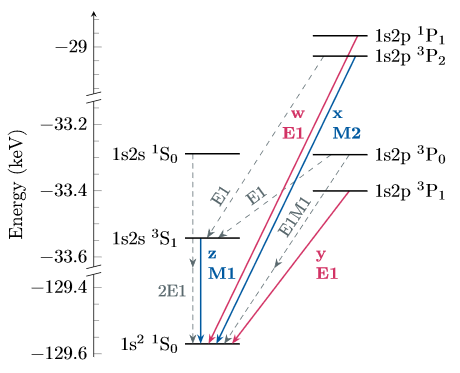 1s2p ¹P₁
−29
1s2p ³P₂
w
E1
x
M2
−33.2
1s2s ¹S₀
1s2p ³P₀
Energy (keV)
−33.4
E1
E1
1s2p ³P₁
E1M1
1s2s ³S₁
−33.6
z
M1
y
E1
−129.4
2E1
1s² ¹S₀
−129.6